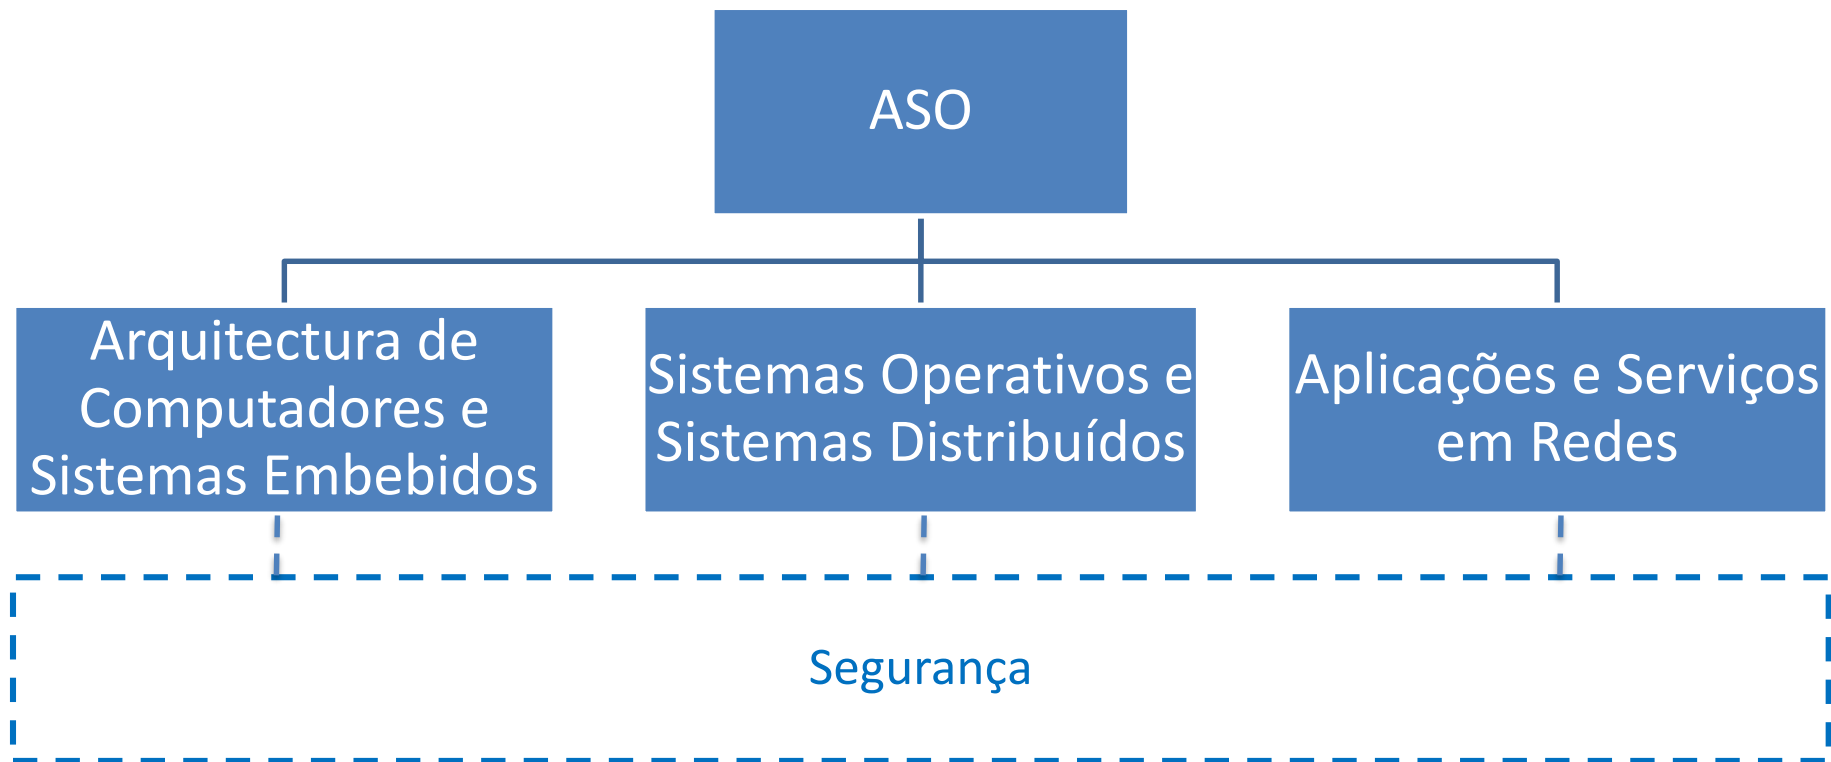 ASO
Arquitectura de
Computadores e
Sistemas Embebidos
Sistemas Operativos e
Sistemas Distribuídos
Aplicações e Serviços
em Redes
Segurança